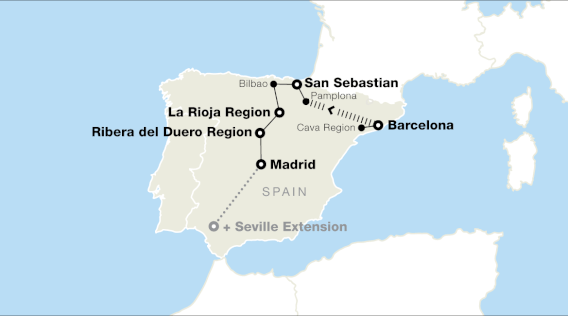 Bilbao
San Sebastian
Pamplona
La Rioja Region
Barcelona
Cava Region
Ribera del Duero Region
Madrid
SPAIN
+ Seville Extension